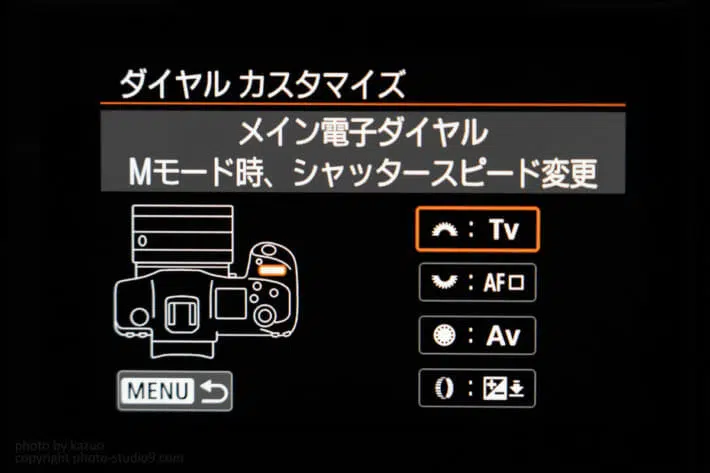 ダイヤル カスタマイズ
メイン電子ダイヤル
Mモード時、シャッタースピード変更
: Tv
: AF
: Av
:
MENU
photo by kazuo
copyright photo-studio9.com